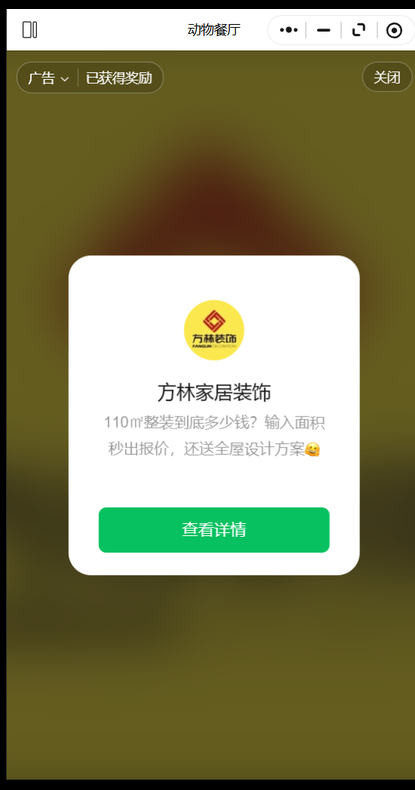 动物餐厅
广告
已获得奖励
关闭
方林装饰
方林家居装饰
110㎡整装到底多少钱？输入面积
秒出报价，还送全屋设计方案🥰
查看详情